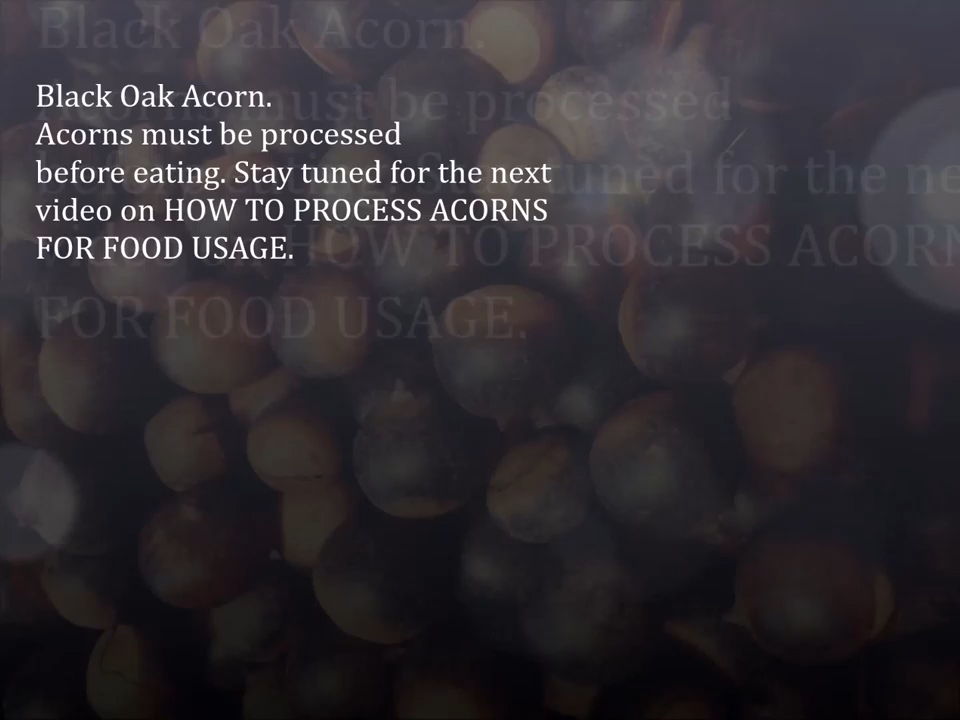 Black Oak Acorn.
Acorns must be processed
before eating. Stay tuned for the next
video on HOW TO PROCESS ACORNS
FOR FOOD USAGE.